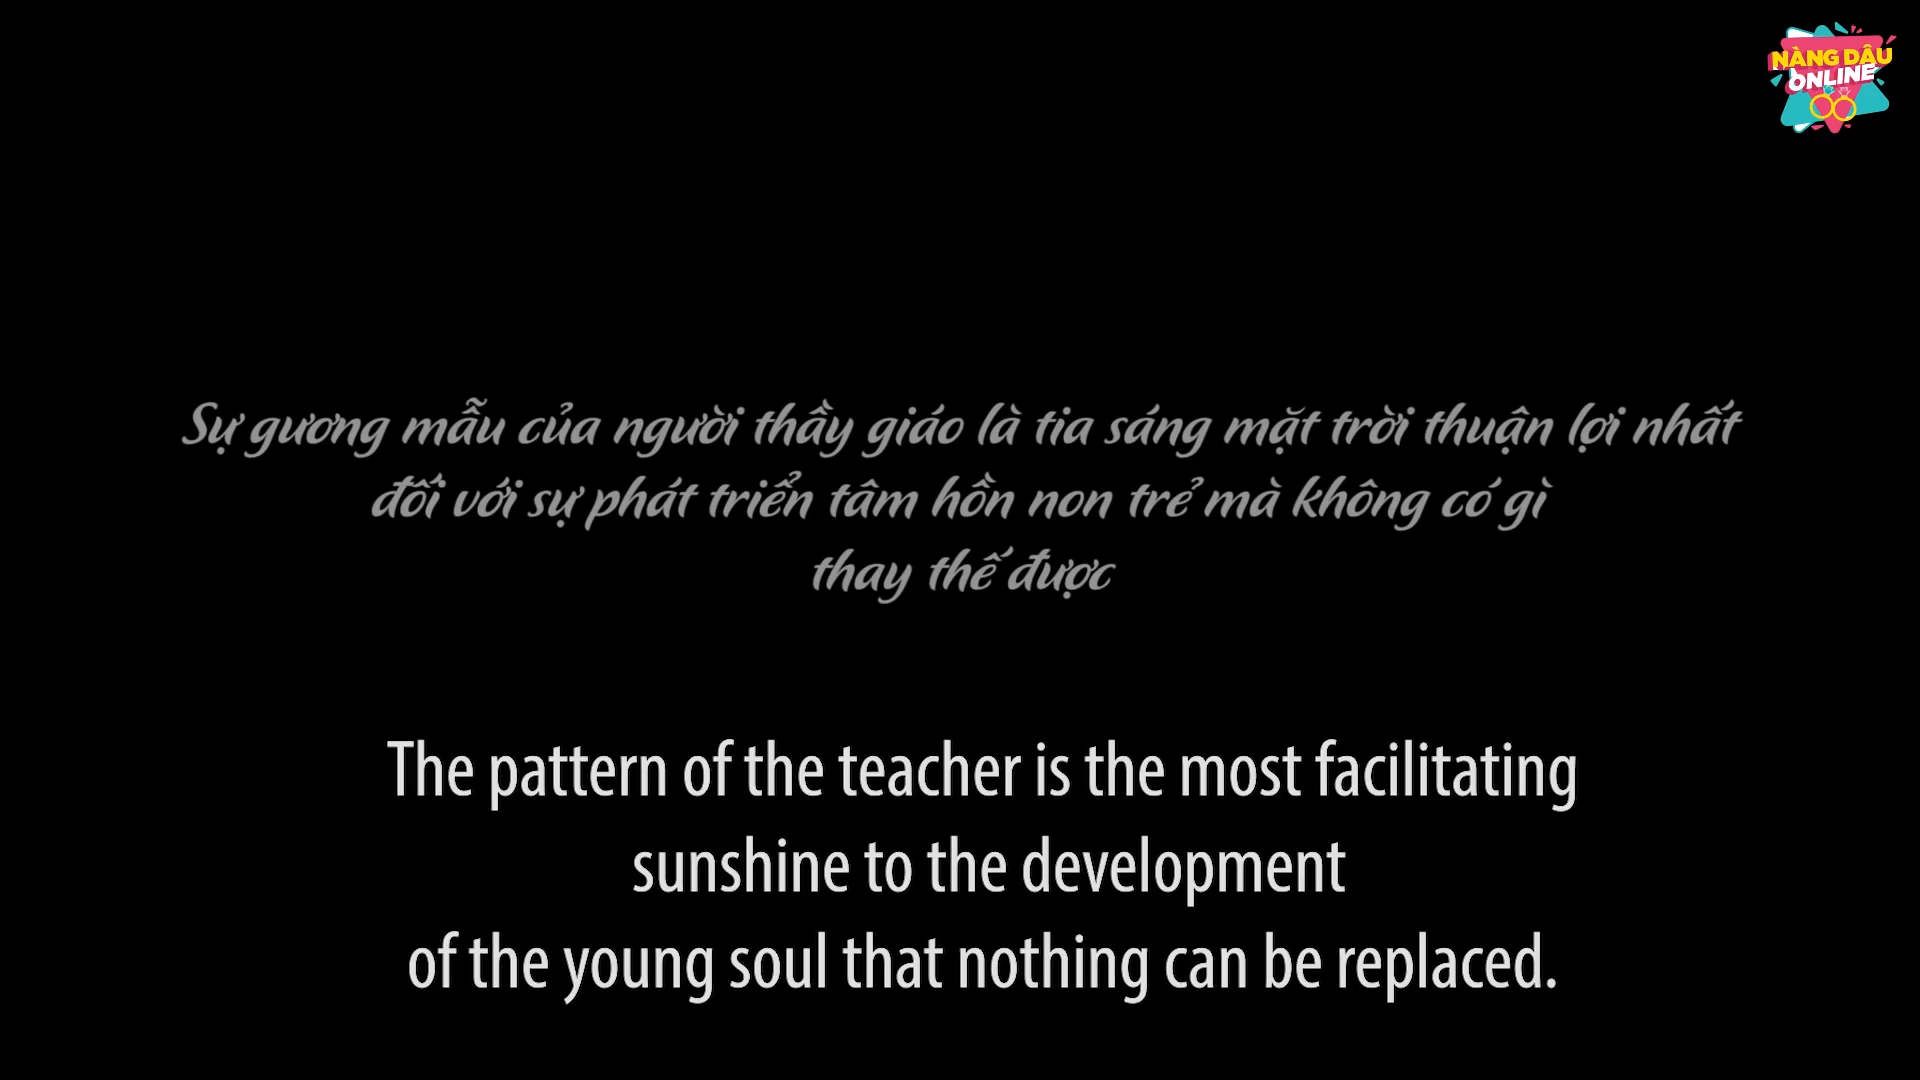 NÀNG DÂU
ONLINE
Sự gương mẫu của người thầy giáo là tia sáng mặt trời thuận lợi nhất
đối với sự phát triển tâm hồn non trẻ mà không có gì
thay thế được
The pattern of the teacher is the most facilitating
sunshine to the development
of the young soul that nothing can be replaced.